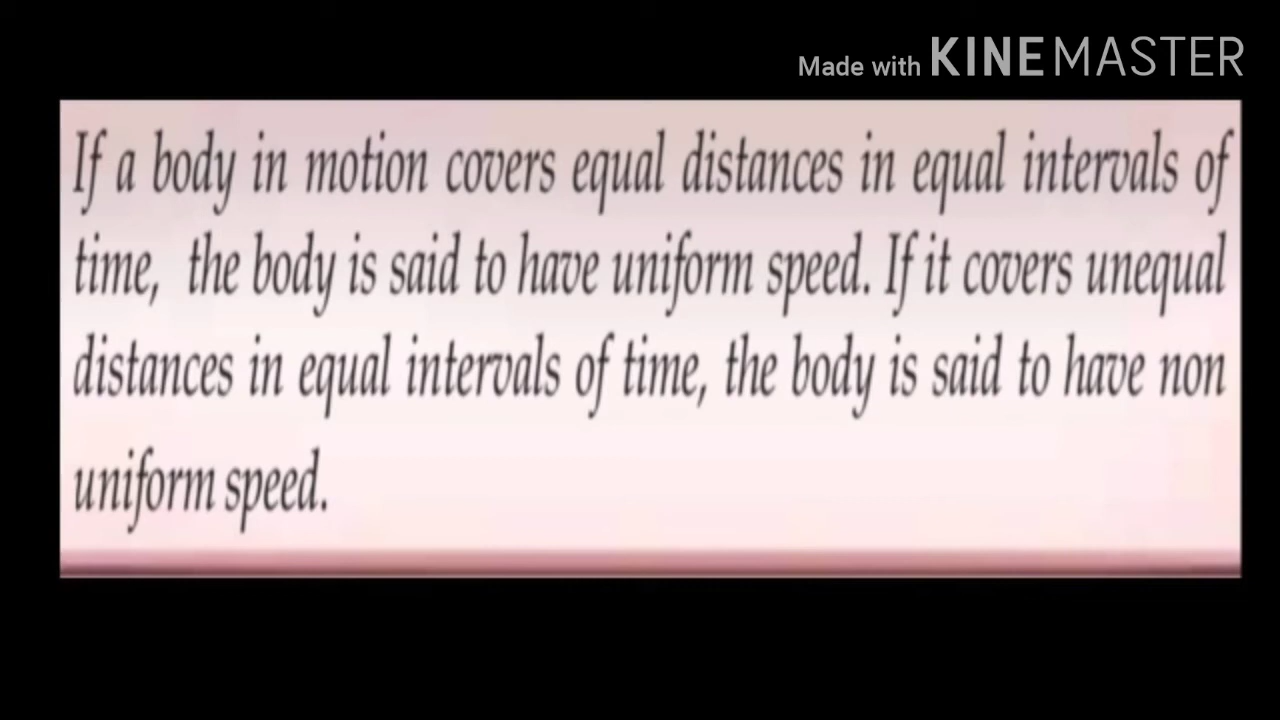 Made with KINEMASTER
If a body in motion covers equal distances in equal intervals of
time, the body is said to have uniform speed. If it covers unequal
distances in equal intervals of time, the body is said to have non
uniform speed.